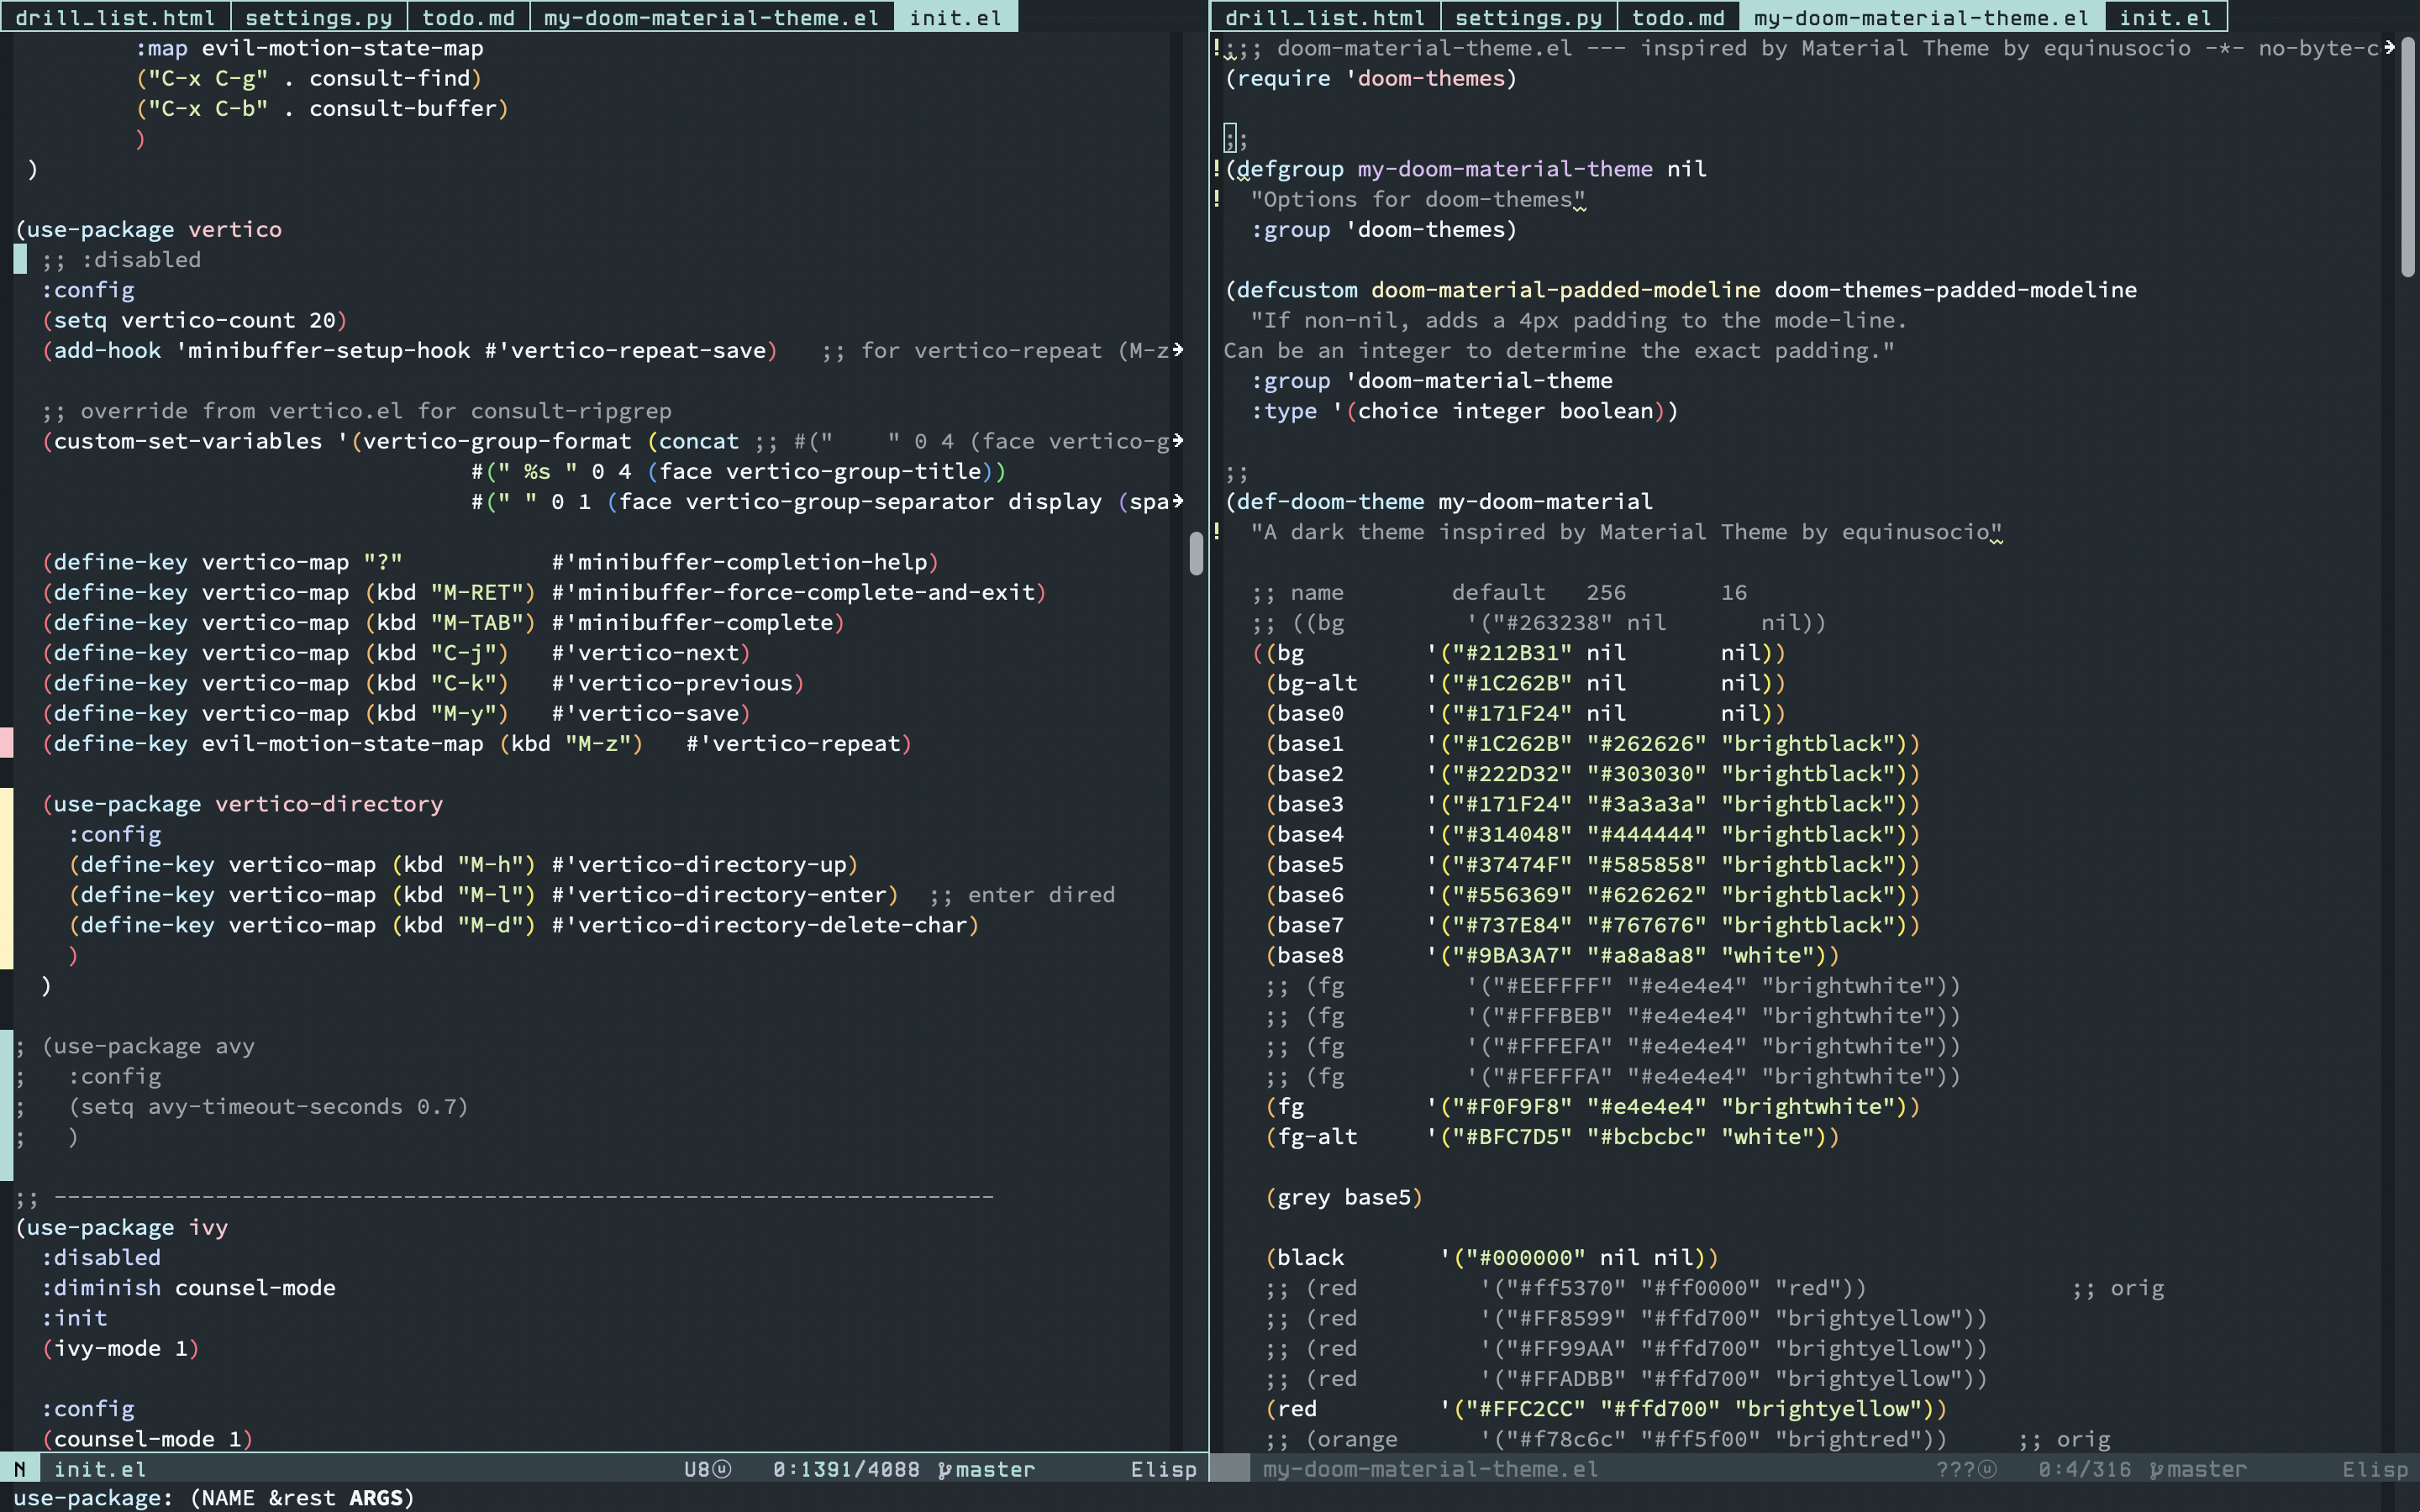 drill_list.html settings.py todo.md my-doom-material-theme.el init.el
:map evil-motion-state-map
("C-x C-g" . consult-find)
("C-x C-b" . consult-buffer)
)
)
(use-package vertico
;; :disabled
:config
(setq vertico-count 20)
(add-hook 'minibuffer-setup-hook #'vertico-repeat-save)   ;; for vertico-repeat (M-z
;; override from vertico.el for consult-ripgrep
(custom-set-variables '(vertico-group-format (concat ;; #("    " 0 4 (face vertico-g
#(" %s " 0 4 (face vertico-group-title))
#(" " 0 1 (face vertico-group-separator display (spa
(define-key vertico-map "?"           #'minibuffer-completion-help)
(define-key vertico-map (kbd "M-RET") #'minibuffer-force-complete-and-exit)
(define-key vertico-map (kbd "M-TAB") #'minibuffer-complete)
(define-key vertico-map (kbd "C-j")   #'vertico-next)
(define-key vertico-map (kbd "C-k")   #'vertico-previous)
(define-key vertico-map (kbd "M-y")   #'vertico-save)
(define-key evil-motion-state-map (kbd "M-z")   #'vertico-repeat)
(use-package vertico-directory
:config
(define-key vertico-map (kbd "M-h") #'vertico-directory-up)
(define-key vertico-map (kbd "M-l") #'vertico-directory-enter)  ;; enter dired
(define-key vertico-map (kbd "M-d") #'vertico-directory-delete-char)
)
)
; (use-package avy
;   :config
;   (setq avy-timeout-seconds 0.7)
;   )
;; ----------------------------------------------------------------------
(use-package ivy
:disabled
:diminish counsel-mode
:init
(ivy-mode 1)
:config
(counsel-mode 1)
N init.el U8ⓤ 0:1391/4088 master Elisp
use-package: (NAME &rest ARGS)
drill_list.html settings.py todo.md my-doom-material-theme.el init.el
!;;; doom-material-theme.el --- inspired by Material Theme by equinusocio -*- no-byte-c
(require 'doom-themes)
;;
!(defgroup my-doom-material-theme nil
! "Options for doom-themes"
:group 'doom-themes)
(defcustom doom-material-padded-modeline doom-themes-padded-modeline
"If non-nil, adds a 4px padding to the mode-line.
Can be an integer to determine the exact padding."
:group 'doom-material-theme
:type '(choice integer boolean))
;;
(def-doom-theme my-doom-material
! "A dark theme inspired by Material Theme by equinusocio"
;; name        default   256       16
;; ((bg         '("#263238" nil       nil))
((bg         '("#212B31" nil       nil))
(bg-alt     '("#1C262B" nil       nil))
(base0      '("#171F24" nil       nil))
(base1      '("#1C262B" "#262626" "brightblack"))
(base2      '("#222D32" "#303030" "brightblack"))
(base3      '("#171F24" "#3a3a3a" "brightblack"))
(base4      '("#314048" "#444444" "brightblack"))
(base5      '("#37474F" "#585858" "brightblack"))
(base6      '("#556369" "#626262" "brightblack"))
(base7      '("#737E84" "#767676" "brightblack"))
(base8      '("#9BA3A7" "#a8a8a8" "white"))
;; (fg          '("#EEFFFF" "#e4e4e4" "brightwhite"))
;; (fg          '("#FFFBEB" "#e4e4e4" "brightwhite"))
;; (fg          '("#FFFEFA" "#e4e4e4" "brightwhite"))
;; (fg          '("#FEFFFA" "#e4e4e4" "brightwhite"))
(fg         '("#F0F9F8" "#e4e4e4" "brightwhite"))
(fg-alt     '("#BFC7D5" "#bcbcbc" "white"))
(grey base5)
(black       '("#000000" nil nil))
;; (red         '("#ff5370" "#ff0000" "red"))               ;; orig
;; (red         '("#FF8599" "#ffd700" "brightyellow"))
;; (red         '("#FF99AA" "#ffd700" "brightyellow"))
;; (red         '("#FFADBB" "#ffd700" "brightyellow"))
(red         '("#FFC2CC" "#ffd700" "brightyellow"))
;; (orange      '("#f78c6c" "#ff5f00" "brightred"))     ;; orig
my-doom-material-theme.el ???ⓤ 0:4/316 master Elisp